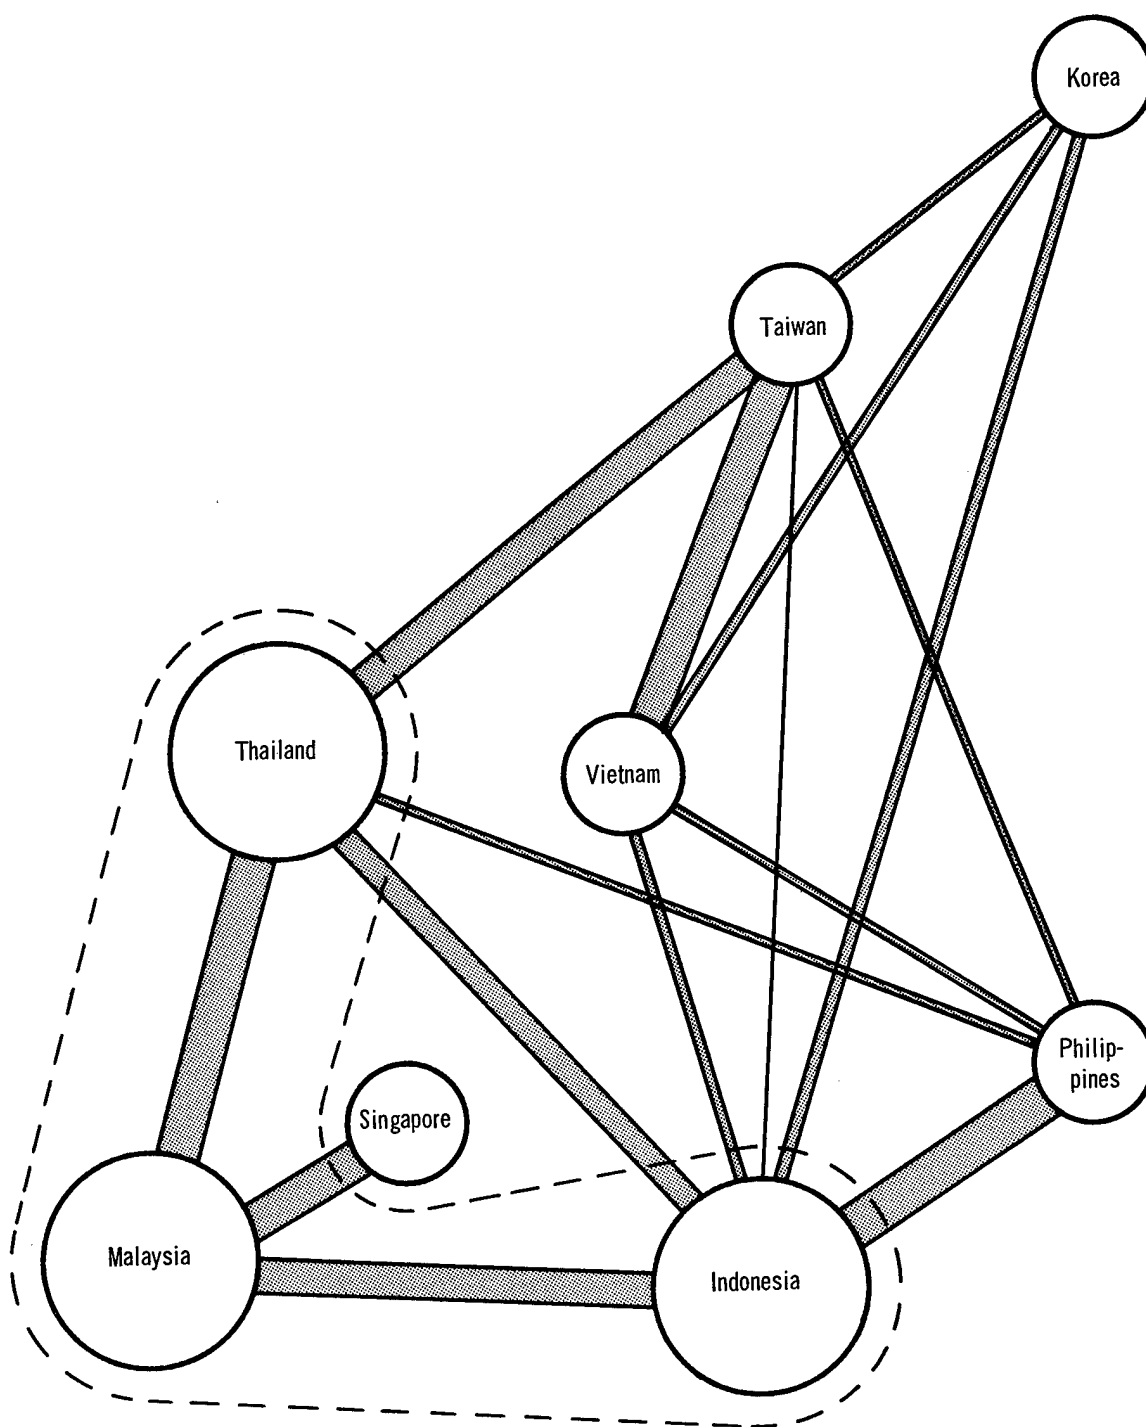 Korea
Taiwan
Thailand
Vietnam
Philip-
pines
Singapore
Malaysia
Indonesia